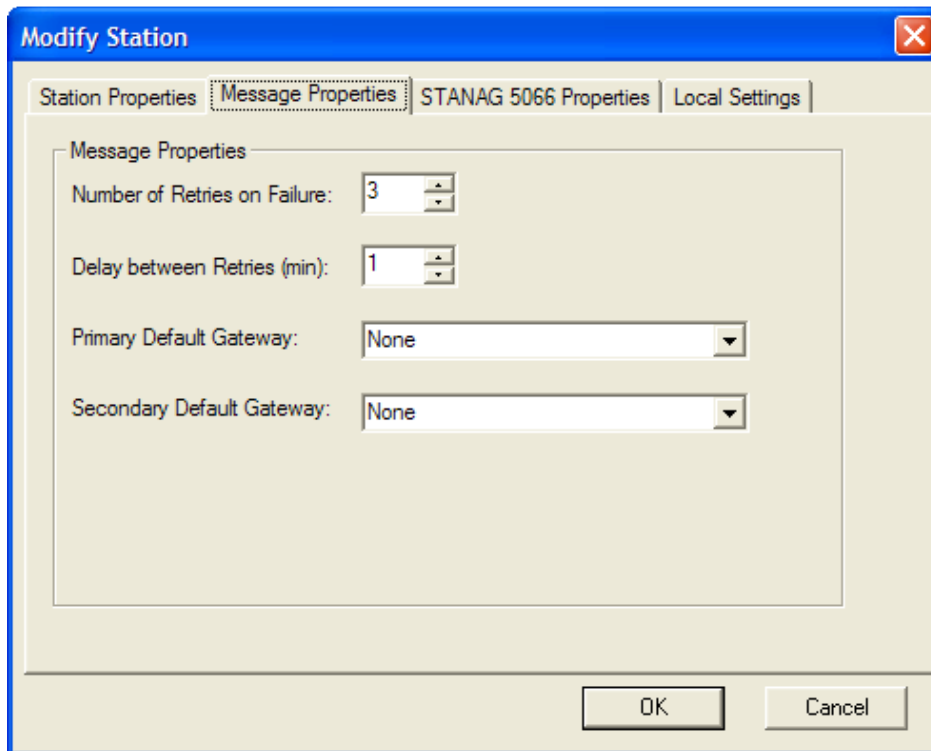 Modify Station
Station Properties Message Properties STANAG 5066 Properties Local Settings
Message Properties
Number of Retries on Failure: 3
Delay between Retries (min): 1
Primary Default Gateway: None
Secondary Default Gateway: None
OK Cancel